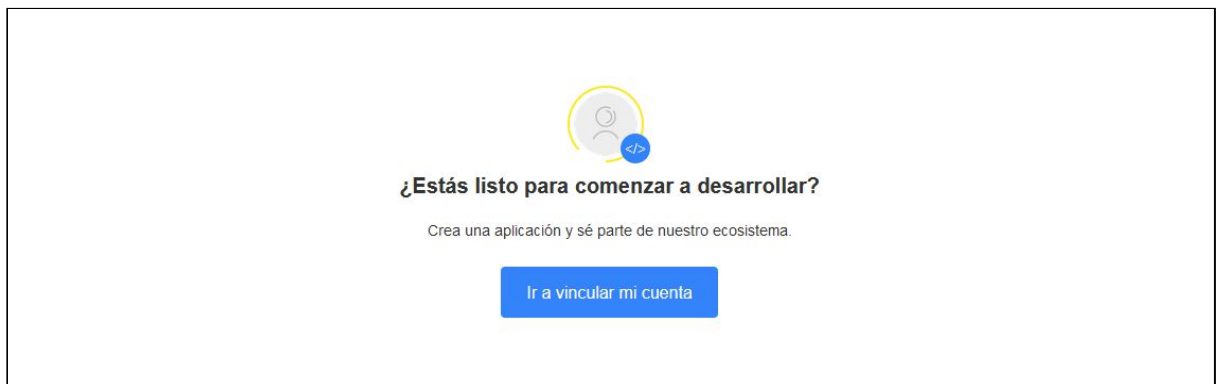 </>
¿Estás listo para comenzar a desarrollar?
Crea una aplicación y sé parte de nuestro ecosistema.
Ir a vincular mi cuenta